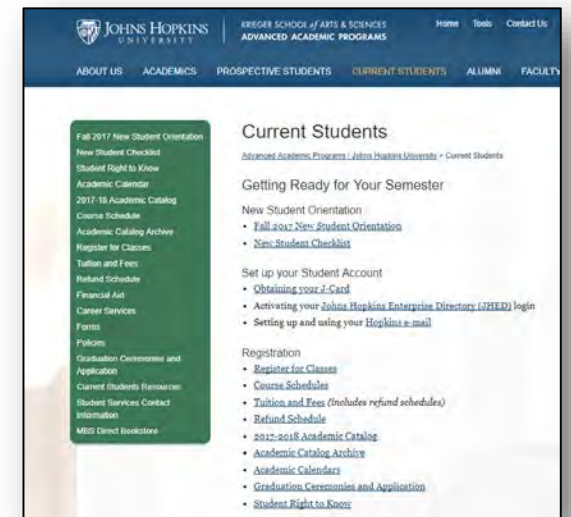 JOHNS HOPKINS
UNIVERSITY
KRIEGER SCHOOL of ARTS & SCIENCES
ADVANCED ACADEMIC PROGRAMS
Home Tools Contact Us
ABOUT US ACADEMICS PROSPECTIVE STUDENTS CURRENT STUDENTS ALUMNI FACULTY
Fall 2017 New Student Orientation
New Student Checklist
Student Right to Know
Academic Calendar
2017-18 Academic Catalog
Course Schedule
Academic Catalog Archive
Register for Classes
Tuition and Fees
Refund Schedule
Financial Aid
Career Services
Forms
Policies
Graduation Ceremonies and
Application
Current Students Resources
Student Services Contact
Information
MBS Direct Bookstore
Current Students
Advanced Academic Programs | Johns Hopkins University > Current Students
Getting Ready for Your Semester
New Student Orientation
• Fall 2017 New Student Orientation
• New Student Checklist
Set up your Student Account
• Obtaining your J-Card
• Activating your Johns Hopkins Enterprise Directory (JHED) login
• Setting up and using your Hopkins e-mail
Registration
• Register for Classes
• Course Schedules
• Tuition and Fees (includes refund schedules)
• Refund Schedule
• 2017-2018 Academic Catalog
• Academic Catalog Archive
• Academic Calendars
• Graduation Ceremonies and Application
• Student Right to Know